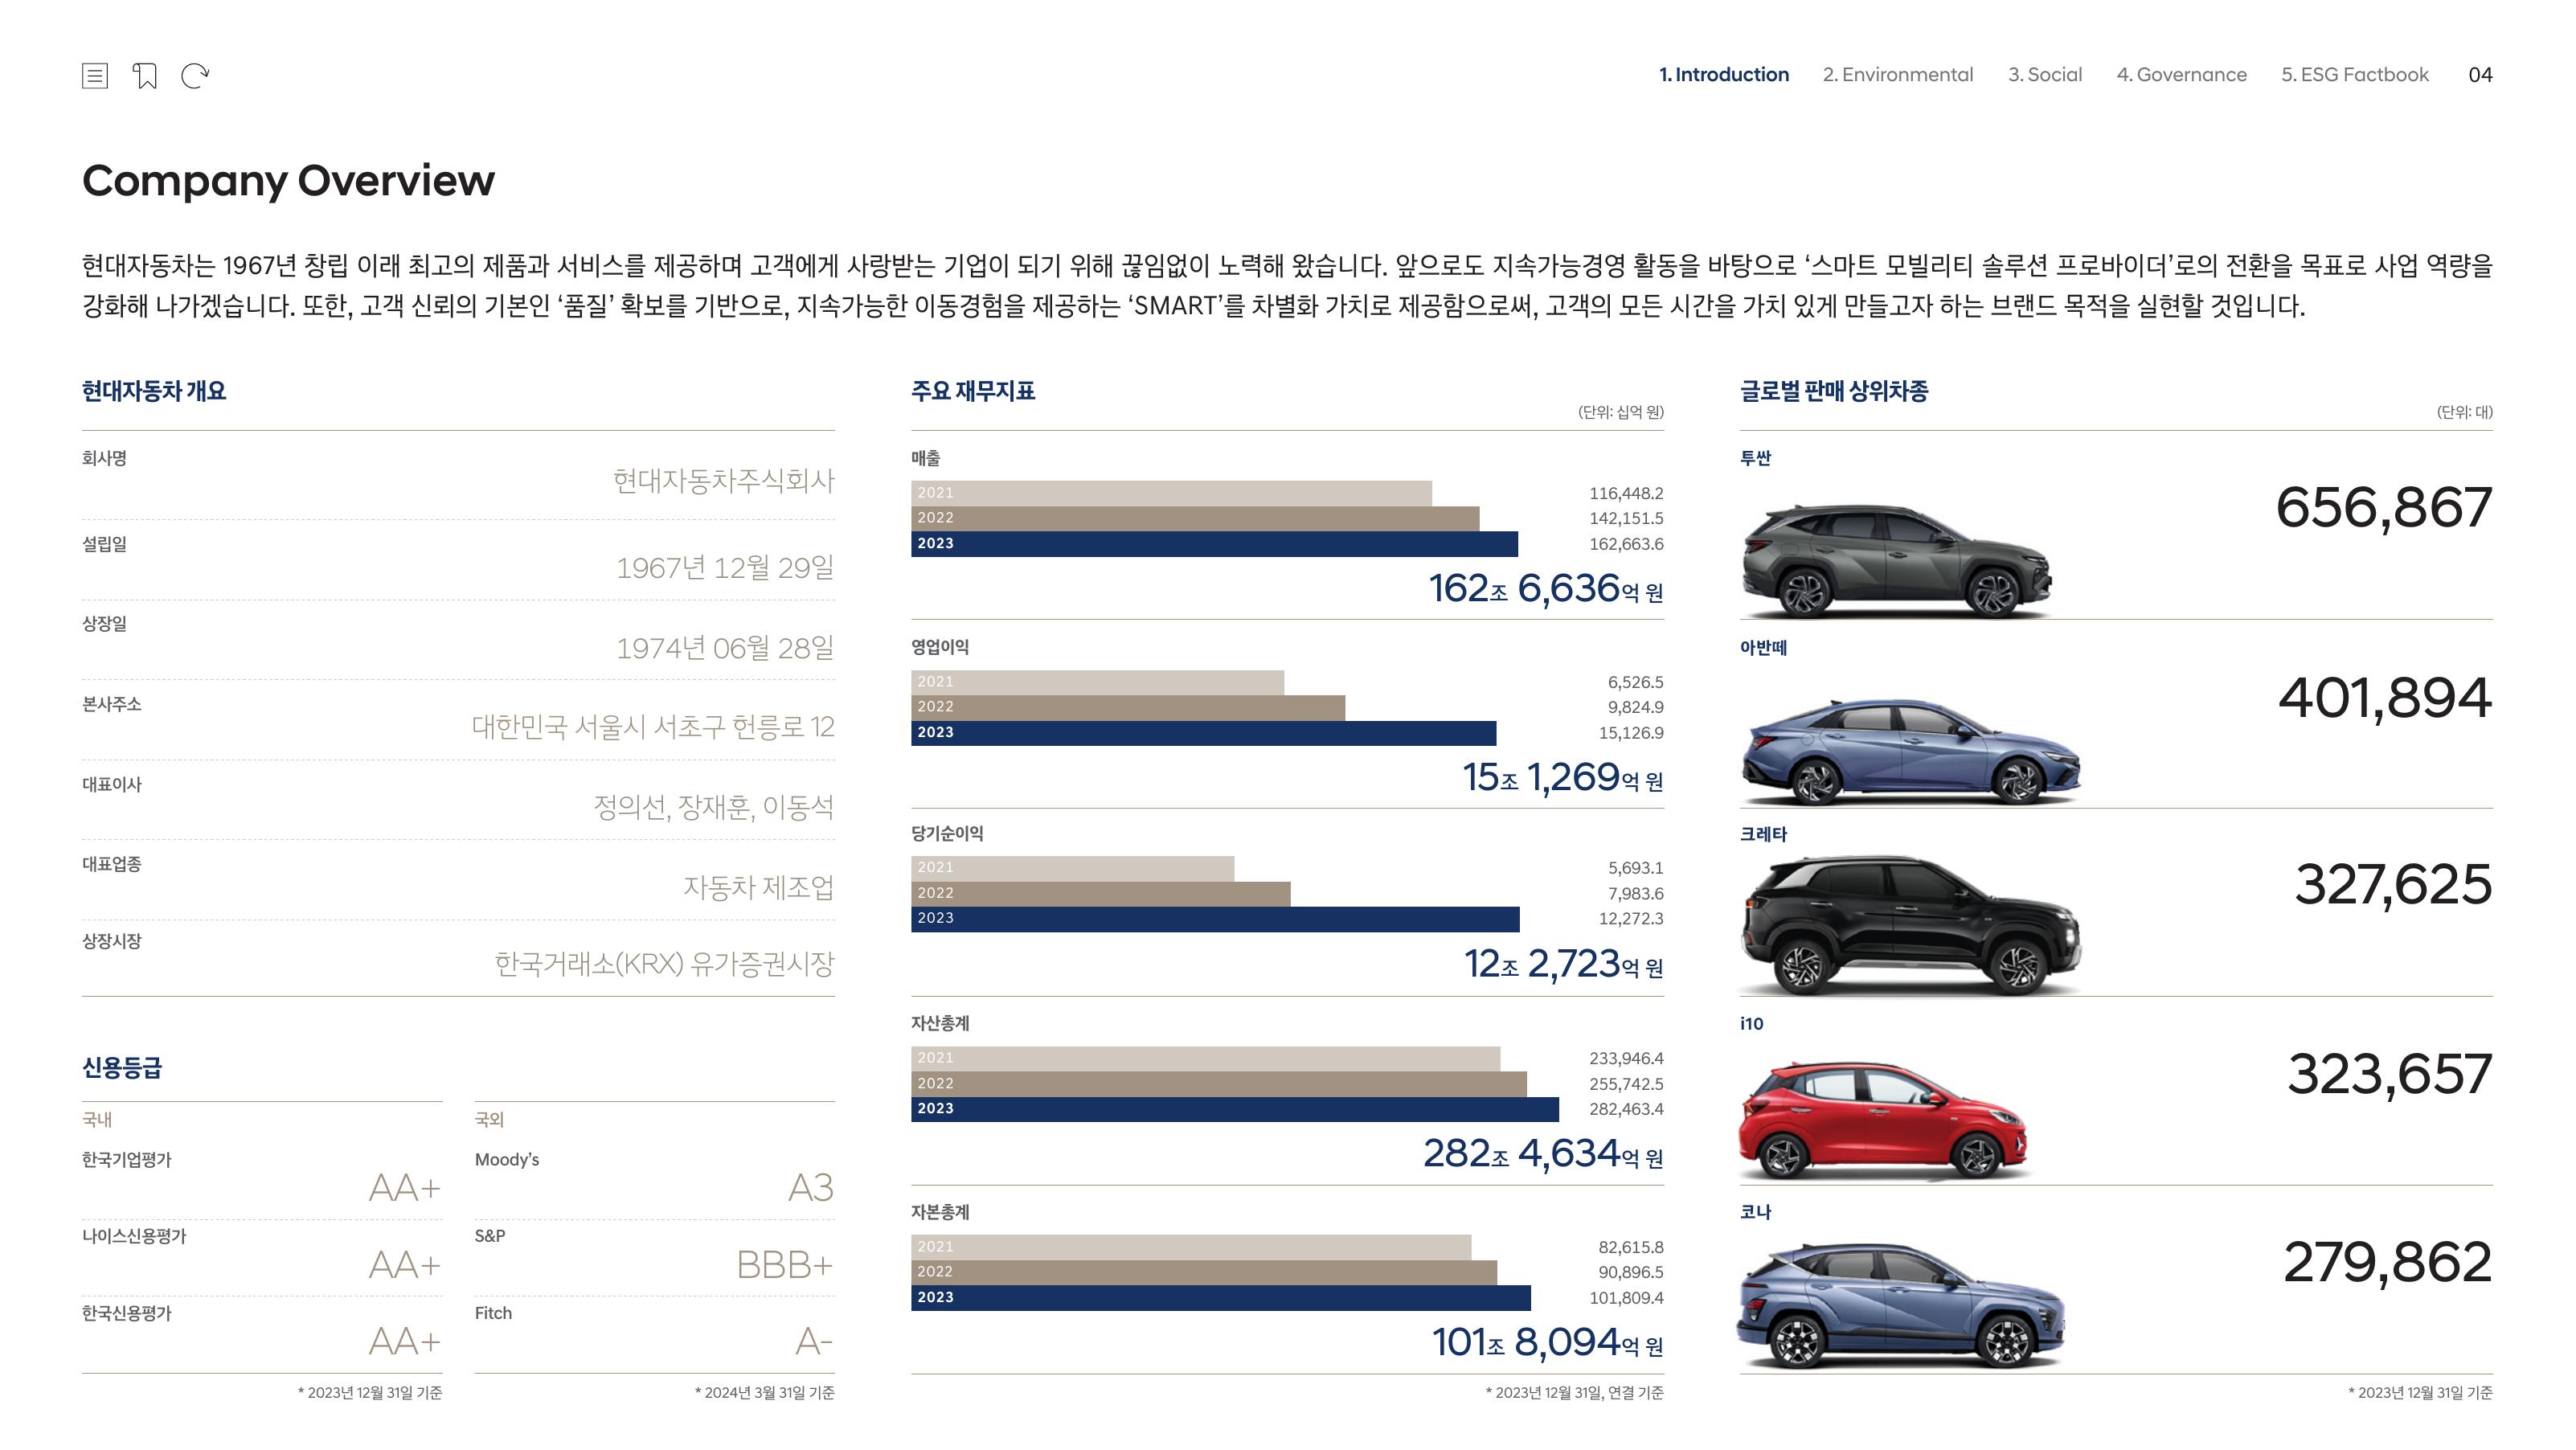 1. Introduction 2. Environmental 3. Social 4. Governance 5. ESG Factbook 04
Company Overview
현대자동차는 1967년 창립 이래 최고의 제품과 서비스를 제공하며 고객에게 사랑받는 기업이 되기 위해 끊임없이 노력해 왔습니다. 앞으로도 지속가능경영 활동을 바탕으로 ‘스마트 모빌리티 솔루션 프로바이더’로의 전환을 목표로 사업 역량을
강화해 나가겠습니다. 또한, 고객 신뢰의 기본인 ‘품질’ 확보를 기반으로, 지속가능한 이동경험을 제공하는 ‘SMART’를 차별화 가치로 제공함으로써, 고객의 모든 시간을 가치 있게 만들고자 하는 브랜드 목적을 실현할 것입니다.
현대자동차 개요
회사명
현대자동차주식회사
설립일
1967년 12월 29일
상장일
1974년 06월 28일
본사주소
대한민국 서울시 서초구 헌릉로 12
대표이사
정의선, 장재훈, 이동석
대표업종
자동차 제조업
상장시장
한국거래소(KRX) 유가증권시장
신용등급
국내
한국기업평가
AA+
나이스신용평가
AA+
한국신용평가
AA+
* 2023년 12월 31일 기준
국외
Moody’s
A3
S&P
BBB+
Fitch
A-
* 2024년 3월 31일 기준
주요 재무지표
(단위: 십억 원)
매출
2021 116,448.2
2022 142,151.5
2023 162,663.6
162조 6,636억 원
영업이익
2021 6,526.5
2022 9,824.9
2023 15,126.9
15조 1,269억 원
당기순이익
2021 5,693.1
2022 7,983.6
2023 12,272.3
12조 2,723억 원
자산총계
2021 233,946.4
2022 255,742.5
2023 282,463.4
282조 4,634억 원
자본총계
2021 82,615.8
2022 90,896.5
2023 101,809.4
101조 8,094억 원
* 2023년 12월 31일, 연결 기준
글로벌 판매 상위차종
(단위: 대)
투싼
656,867
아반떼
401,894
크레타
327,625
i10
323,657
코나
279,862
* 2023년 12월 31일 기준